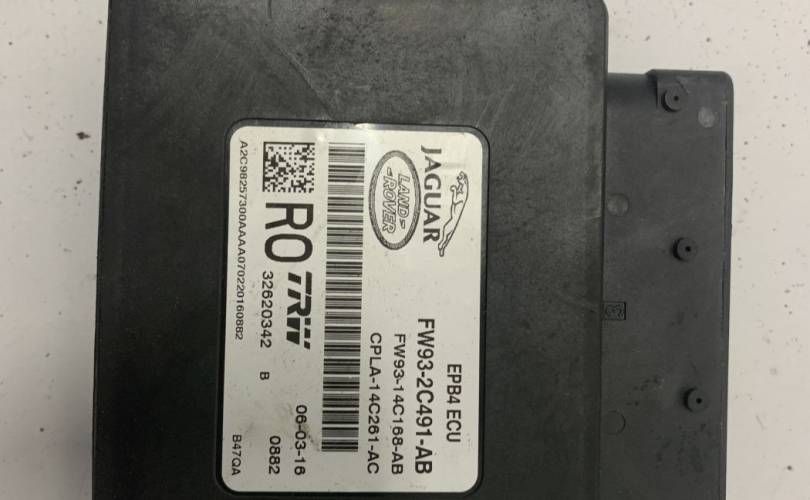 JAGUAR
LAND-
-ROVER
EPB4 ECU
FW93-2C491-AB
FW93-14C168-AB
CPLA-14C261-AC
RO TRW
32620342 B
06-03-16
0882
A2C98257300AAAA070220160882
B47QA